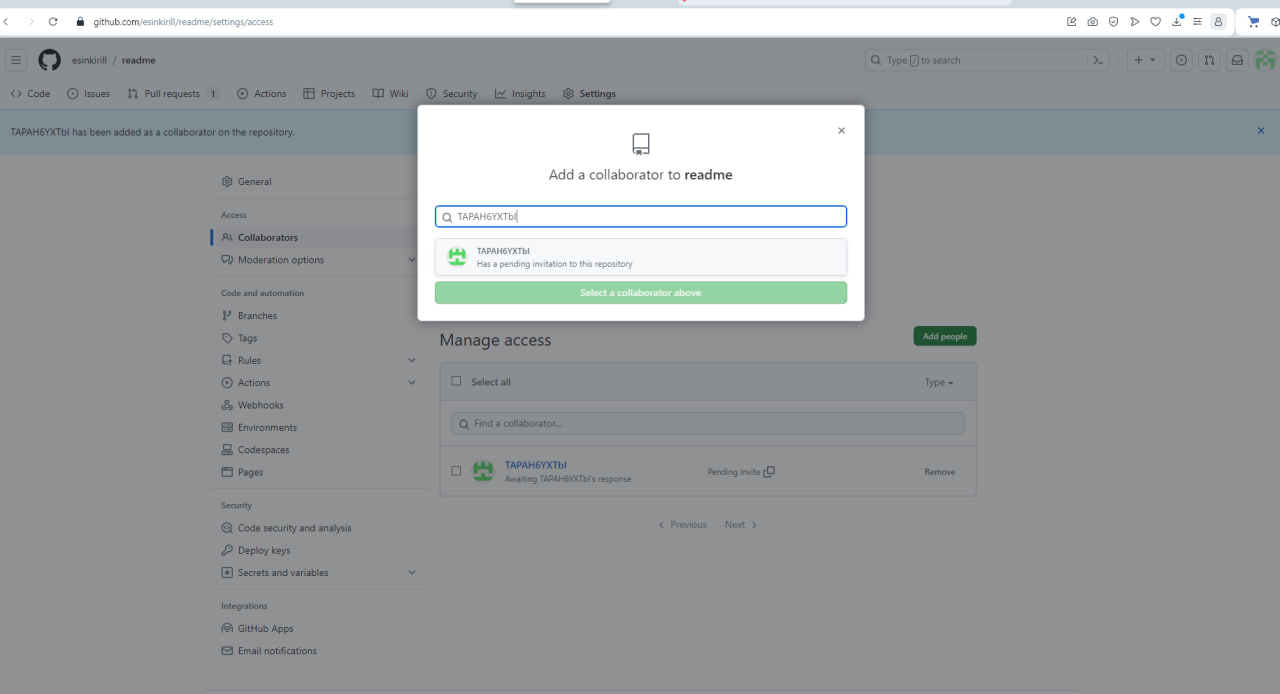 github.com/esinkirill/readme/settings/access
esinkirill / readme
Type / to search
Code
Issues
Pull requests 1
Actions
Projects
Wiki
Security
Insights
Settings
TAPAH6YXTbI has been added as a collaborator on the repository.
Add a collaborator to readme
TAPAH6YXTbI
TAPAH6YXTbI
Has a pending invitation to this repository
Select a collaborator above
General
Access
Collaborators
Moderation options
Code and automation
Branches
Tags
Rules
Actions
Webhooks
Environments
Codespaces
Pages
Security
Code security and analysis
Deploy keys
Secrets and variables
Integrations
GitHub Apps
Email notifications
Manage access
Add people
Select all
Type
Find a collaborator...
TAPAH6YXTbI
Pending Invite
Remove
Awaiting TAPAH6YXTbI's response
Previous
Next